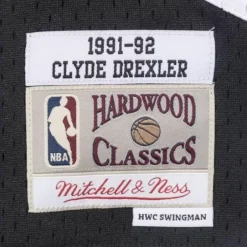 1991-92
CLYDE DREXLER
HARDWOOD
CLASSICS
NBA
Mitchell & Ness
HWC SWINGMAN